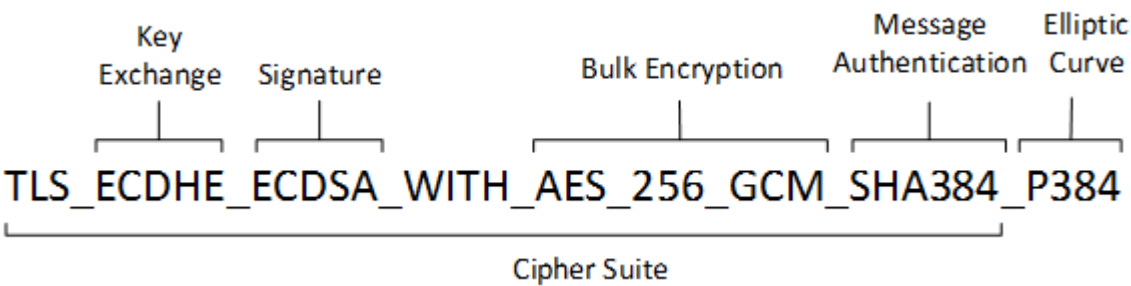 Key
Exchange
Signature
Bulk Encryption
Message
Authentication
Elliptic
Curve
TLS_ECDHE_ECDSA_WITH_AES_256_GCM_SHA384_P384
Cipher Suite